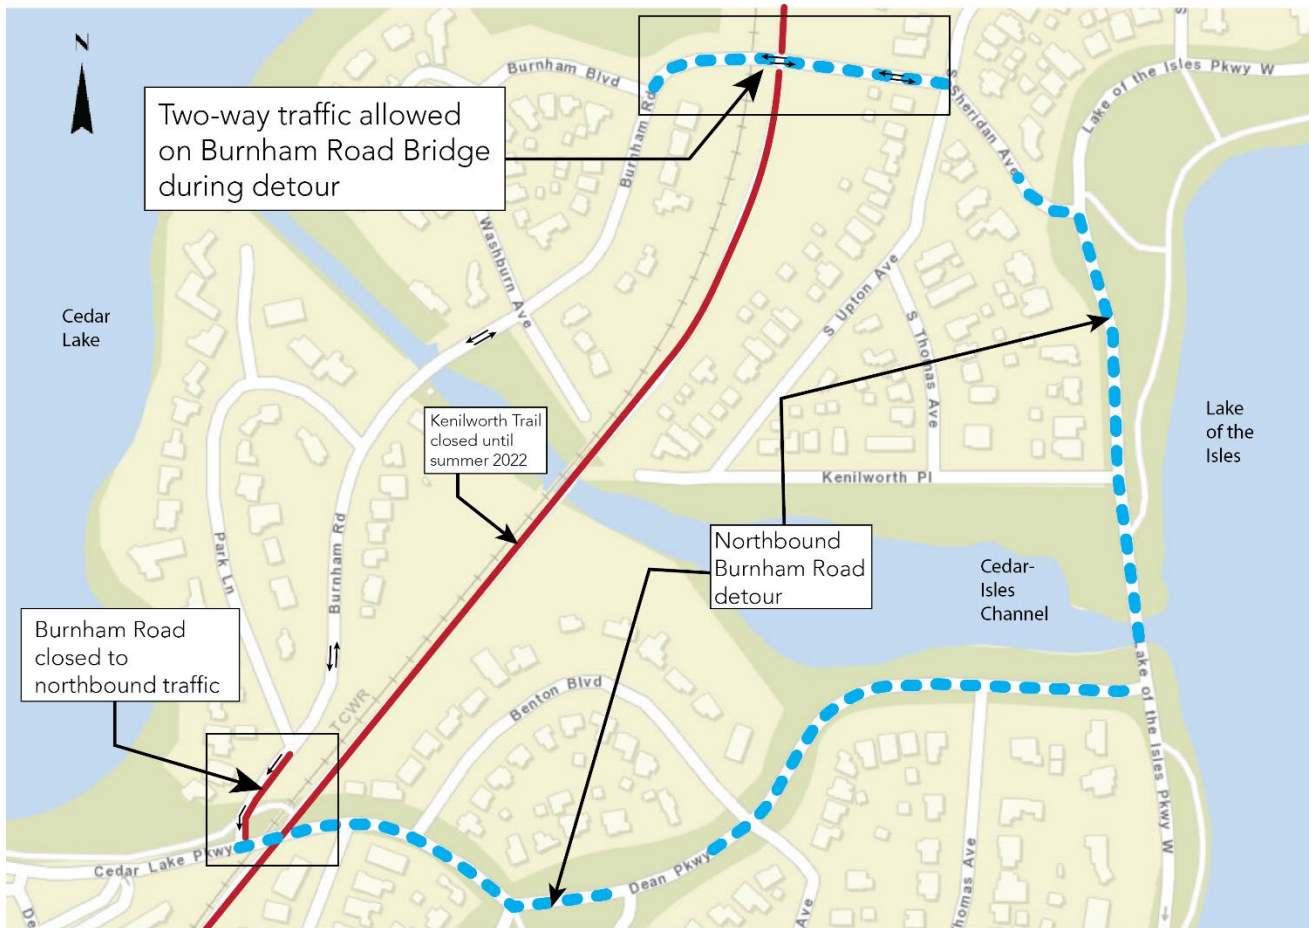 N
Burnham Blvd
Two-way traffic allowed
on Burnham Road Bridge
during detour
Burnham Rd
S Sheridan Ave
Lake of the Isles Pkwy W
S
Washburn Ave
Cedar
Lake
S Upton Ave
S Thomas Ave
Kenilworth Trail
closed until
summer 2022
Lake
of the
Isles
Kenilworth Pl
Park Ln
Burnham Rd
Northbound
Burnham Road
detour
Cedar-
Isles
Channel
Burnham Road
closed to
northbound traffic
TCWR
Benton Blvd
Lake of the Isles Pkwy W
Cedar Lake Pkwy
Dean Pkwy
Thomas Ave
Ave
De